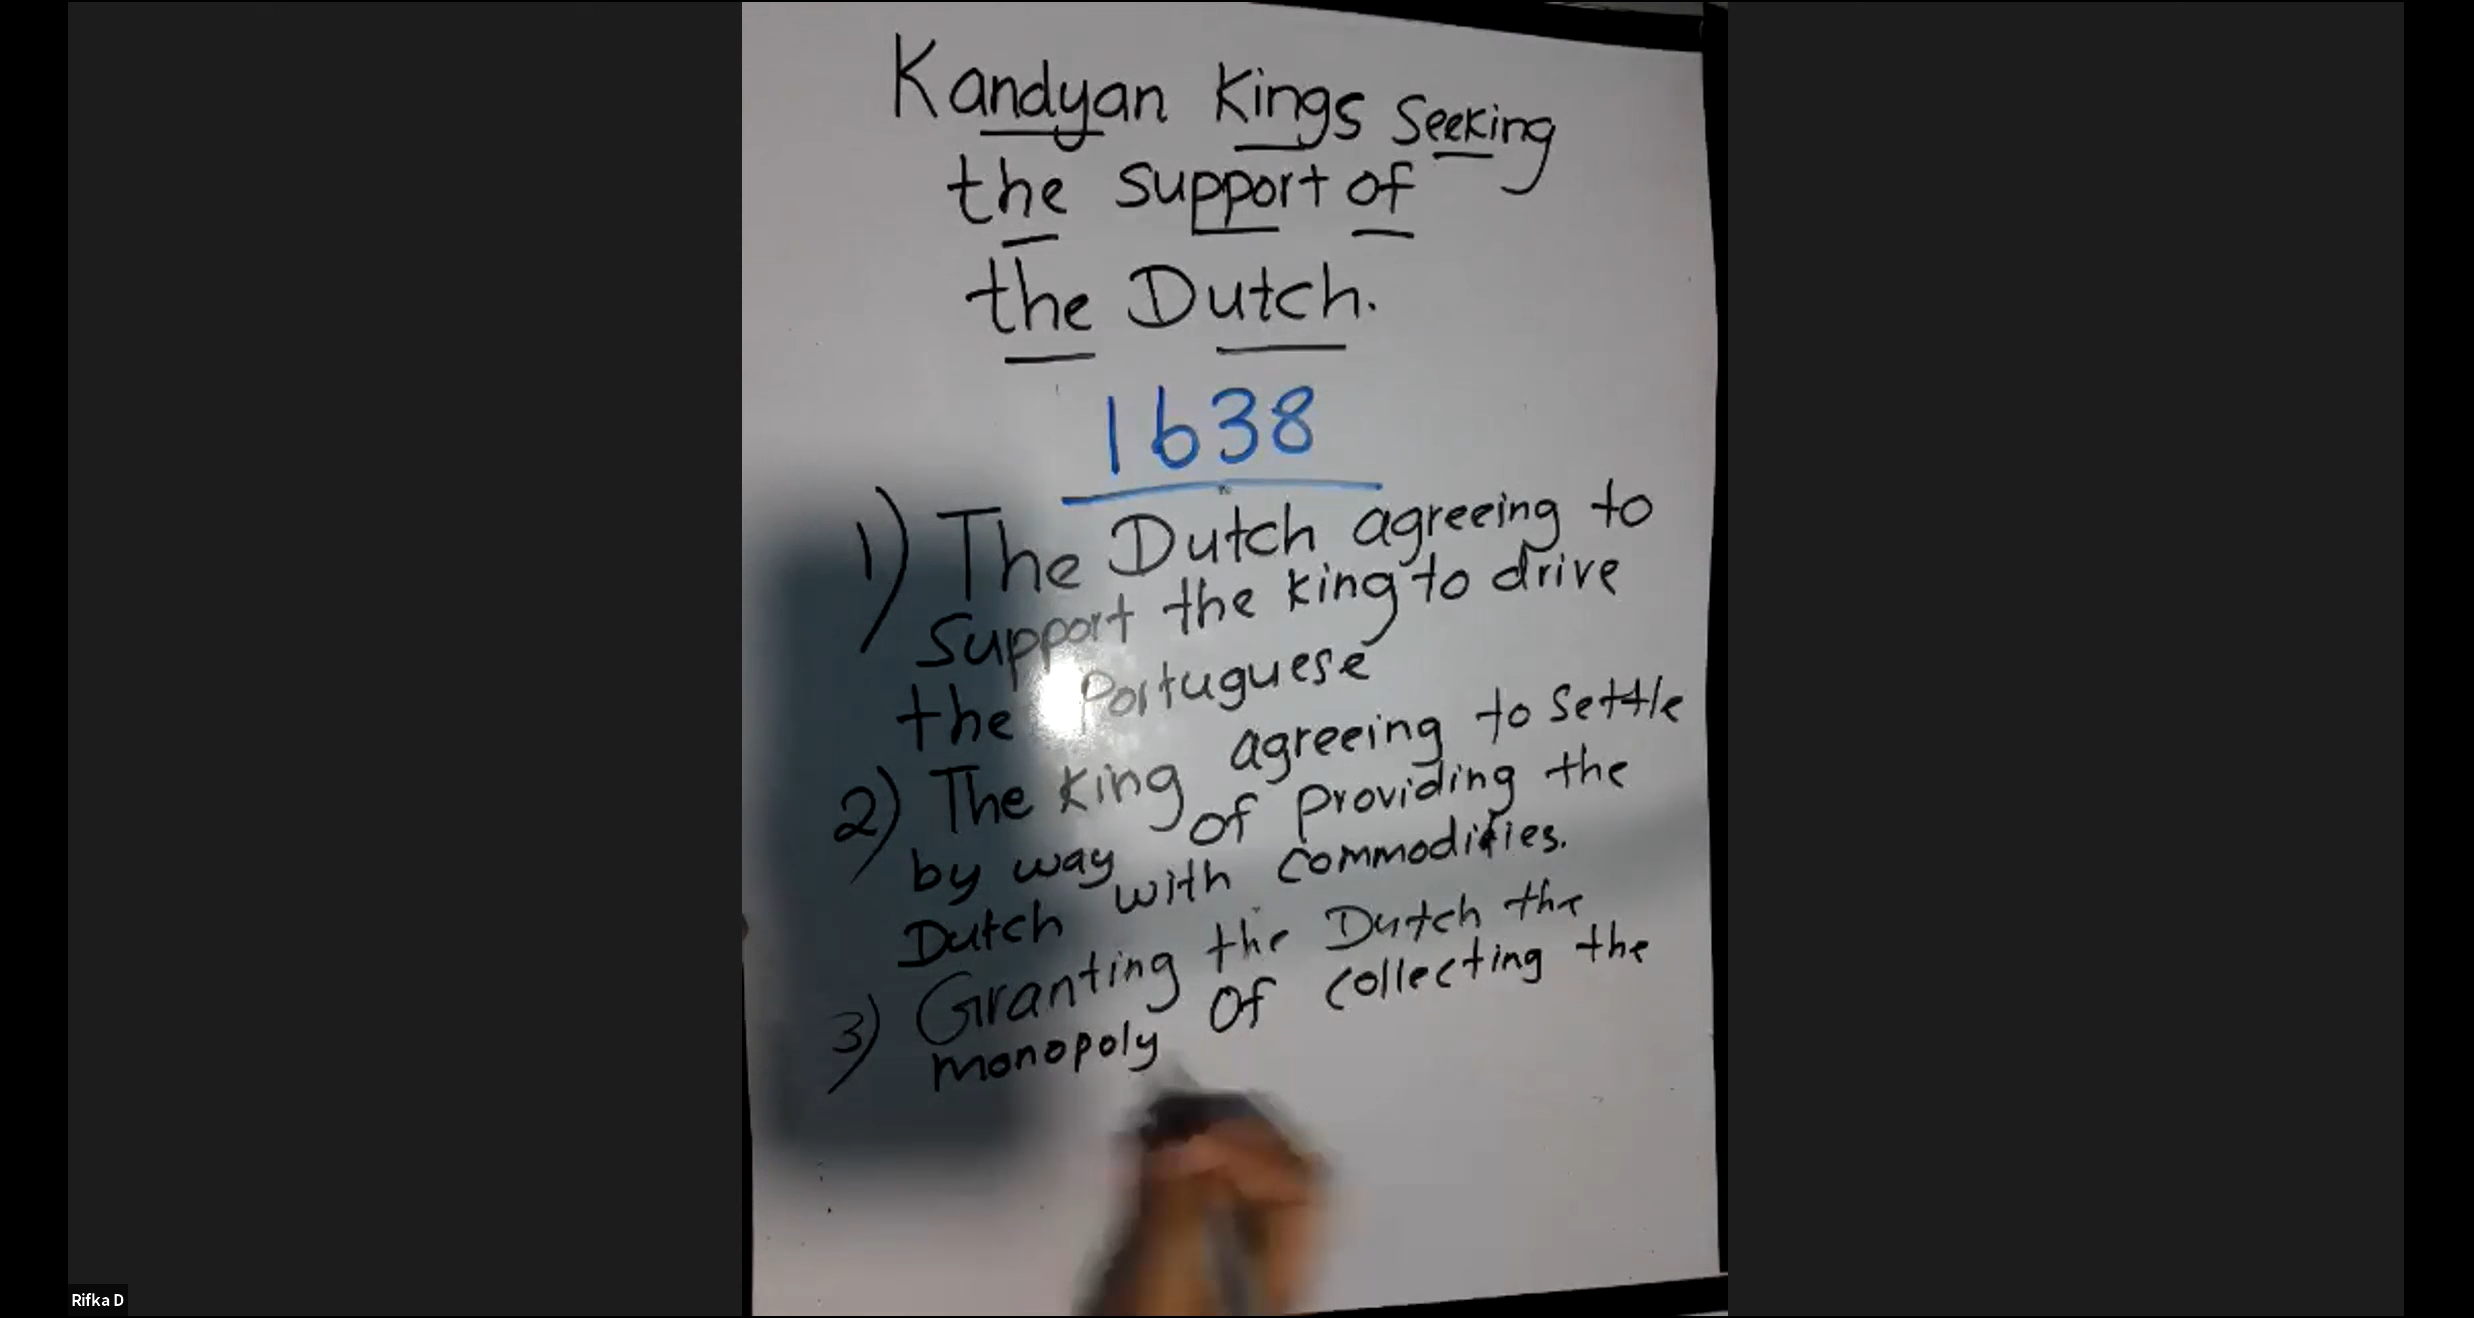 Kandyan Kings Seeking
the support of
the Dutch.
1638
1) The Dutch agreeing to
support the king to drive
the Portuguese
2) The king agreeing to settle
by way of providing the
Dutch with commodities.
3) Granting the Dutch the
monopoly of collecting the
Rifka D